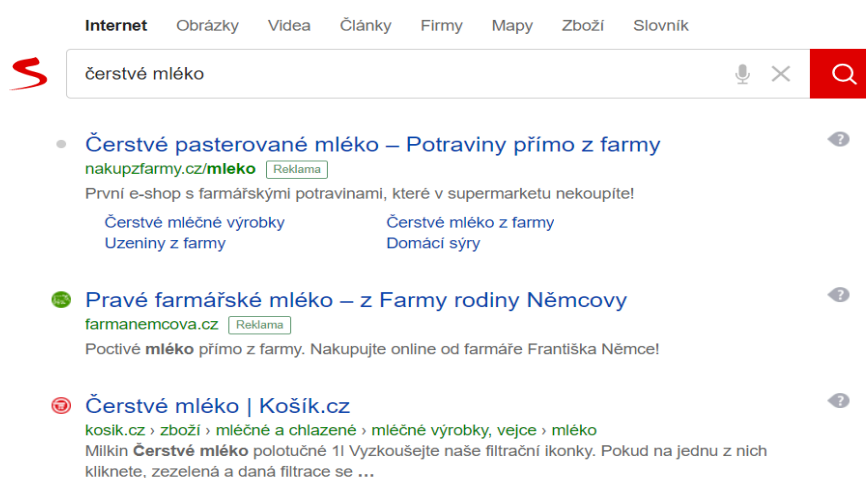 Internet Obrázky Videa Články Firmy Mapy Zboží Slovník
čerstvé mléko
Čerstvé pasterované mléko – Potraviny přímo z farmy
nakupzfarmy.cz/mleko Reklama
První e-shop s farmářskými potravinami, které v supermarketu nekoupíte!
Čerstvé mléčné výrobky Čerstvé mléko z farmy
Uzeniny z farmy Domácí sýry
Pravé farmářské mléko – z Farmy rodiny Němcovy
farmanemcova.cz Reklama
Poctivé mléko přímo z farmy. Nakupujte online od farmáře Františka Němce!
Čerstvé mléko | Košík.cz
kosik.cz › zboží › mléčné a chlazené › mléčné výrobky, vejce › mléko
Milkin Čerstvé mléko polotučné 1l Vyzkoušejte naše filtrační ikonky. Pokud na jednu z nich
kliknete, zezelená a daná filtrace se ...